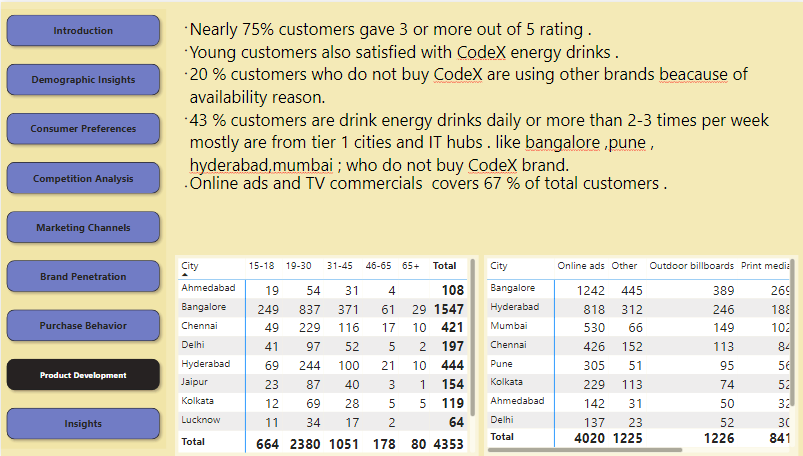 Introduction
Demographic Insights
Consumer Preferences
Competition Analysis
Marketing Channels
Brand Penetration
Purchase Behavior
Product Development
Insights
·Nearly 75% customers gave 3 or more out of 5 rating .
·Young customers also satisfied with CodeX energy drinks .
·20 % customers who do not buy CodeX are using other brands beacause of
availability reason.
·43 % customers are drink energy drinks daily or more than 2-3 times per week
mostly are from tier 1 cities and IT hubs . like bangalore ,pune ,
hyderabad,mumbai ; who do not buy CodeX brand.
·Online ads and TV commercials covers 67 % of total customers .
City 15-18 19-30 31-45 46-65 65+ Total
Ahmedabad 19 54 31 4 108
Bangalore 249 837 371 61 29 1547
Chennai 49 229 116 17 10 421
Delhi 41 97 52 5 2 197
Hyderabad 69 244 100 21 10 444
Jaipur 23 87 40 3 1 154
Kolkata 12 69 28 5 5 119
Lucknow 11 34 17 2 64
Total 664 2380 1051 178 80 4353
City Online ads Other Outdoor billboards Print media
Bangalore 1242 445 389 269
Hyderabad 818 312 246 188
Mumbai 530 66 149 102
Chennai 426 152 113 84
Pune 305 51 95 56
Kolkata 229 113 74 52
Ahmedabad 142 31 50 32
Delhi 137 23 52 30
Total 4020 1225 1226 841